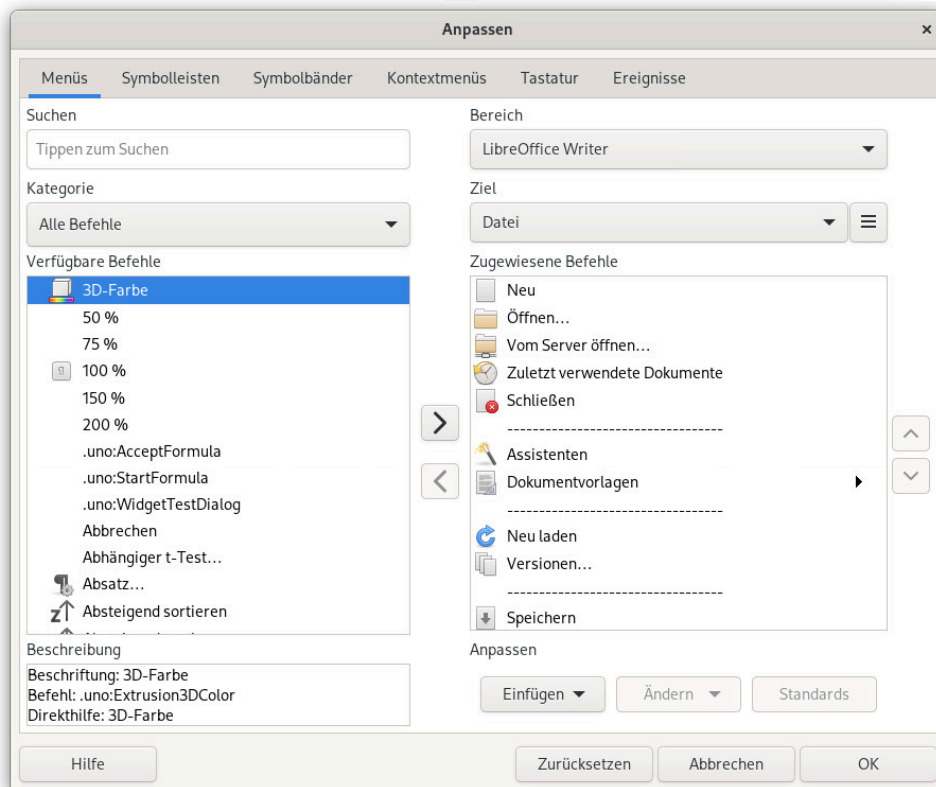 Anpassen
Menüs Symbolleisten Symbolbänder Kontextmenüs Tastatur Ereignisse
Suchen
Tippen zum Suchen
Kategorie
Alle Befehle
Verfügbare Befehle
3D-Farbe
50 %
75 %
100 %
150 %
200 %
.uno:AcceptFormula
.uno:StartFormula
.uno:WidgetTestDialog
Abbrechen
Abhängiger t-Test...
Absatz...
Absteigend sortieren
Beschreibung
Beschriftung: 3D-Farbe
Befehl: .uno:Extrusion3DColor
Direkthilfe: 3D-Farbe
Bereich
LibreOffice Writer
Ziel
Datei
Zugewiesene Befehle
Neu
Öffnen...
Vom Server öffnen...
Zuletzt verwendete Dokumente
Schließen
----------------------------------
Assistenten
Dokumentvorlagen
----------------------------------
Neu laden
Versionen...
----------------------------------
Speichern
Anpassen
Einfügen Ändern Standards
Hilfe Zurücksetzen Abbrechen OK